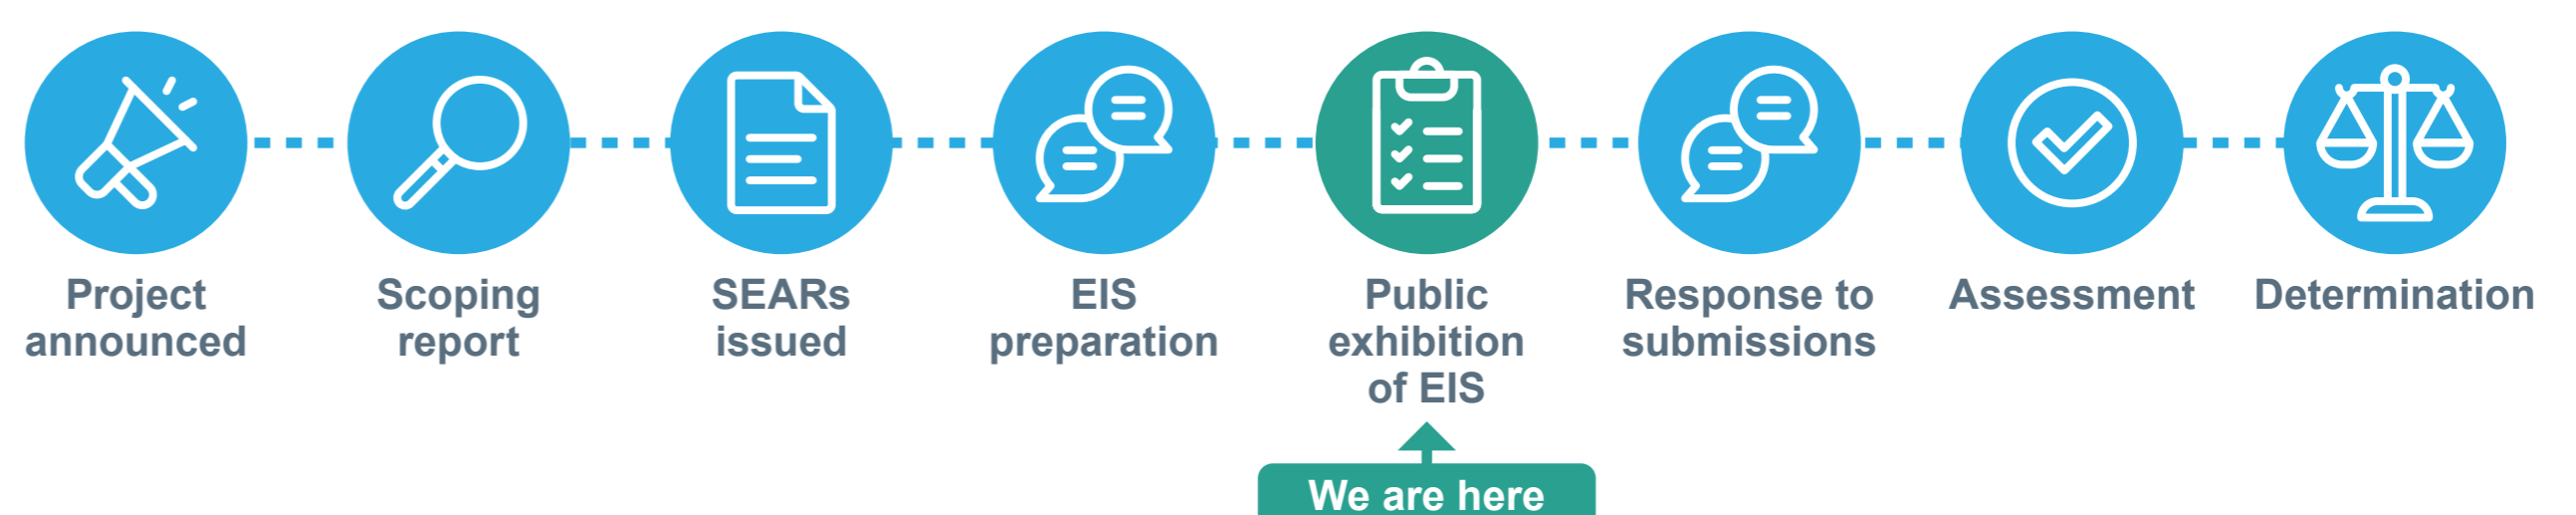 Project
announced
Scoping
report
SEARs
issued
EIS
preparation
Public
exhibition
of EIS
Response to
submissions
Assessment
Determination
We are here